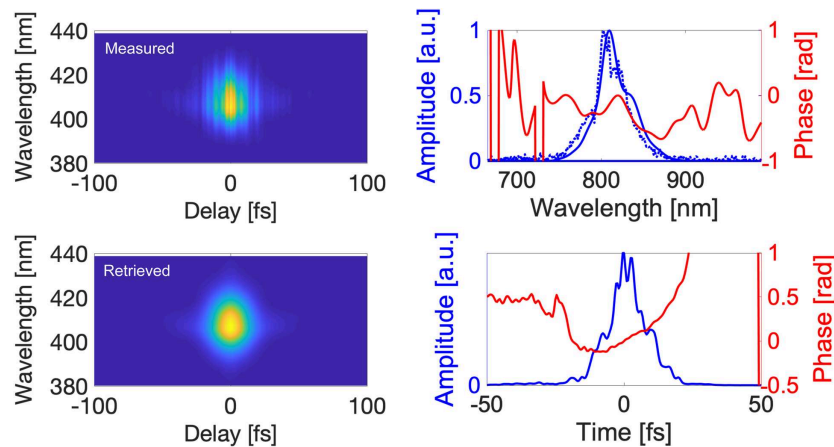 Measured
Wavelength [nm]
440
420
400
380
-100
0
100
Delay [fs]
Amplitude [a.u.]
1
0.5
0
700
800
900
Wavelength [nm]
1
0
-1
Phase [rad]
Retrieved
Wavelength [nm]
440
420
400
380
-100
0
100
Delay [fs]
Amplitude [a.u.]
0
-50
0
50
Time [fs]
1
0.5
0
-0.5
Phase [rad]